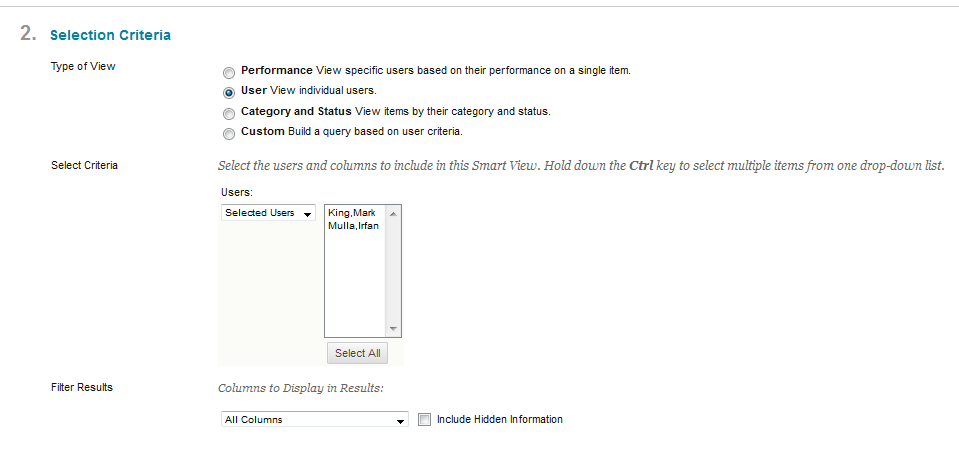 2. Selection Criteria
Type of View
Performance View specific users based on their performance on a single item.
User View individual users.
Category and Status View items by their category and status.
Custom Build a query based on user criteria.
Select Criteria
Select the users and columns to include in this Smart View. Hold down the Ctrl key to select multiple items from one drop-down list.
Users:
Selected Users
King,Mark
Mulla,Irfan
Select All
Filter Results
Columns to Display in Results:
All Columns
Include Hidden Information